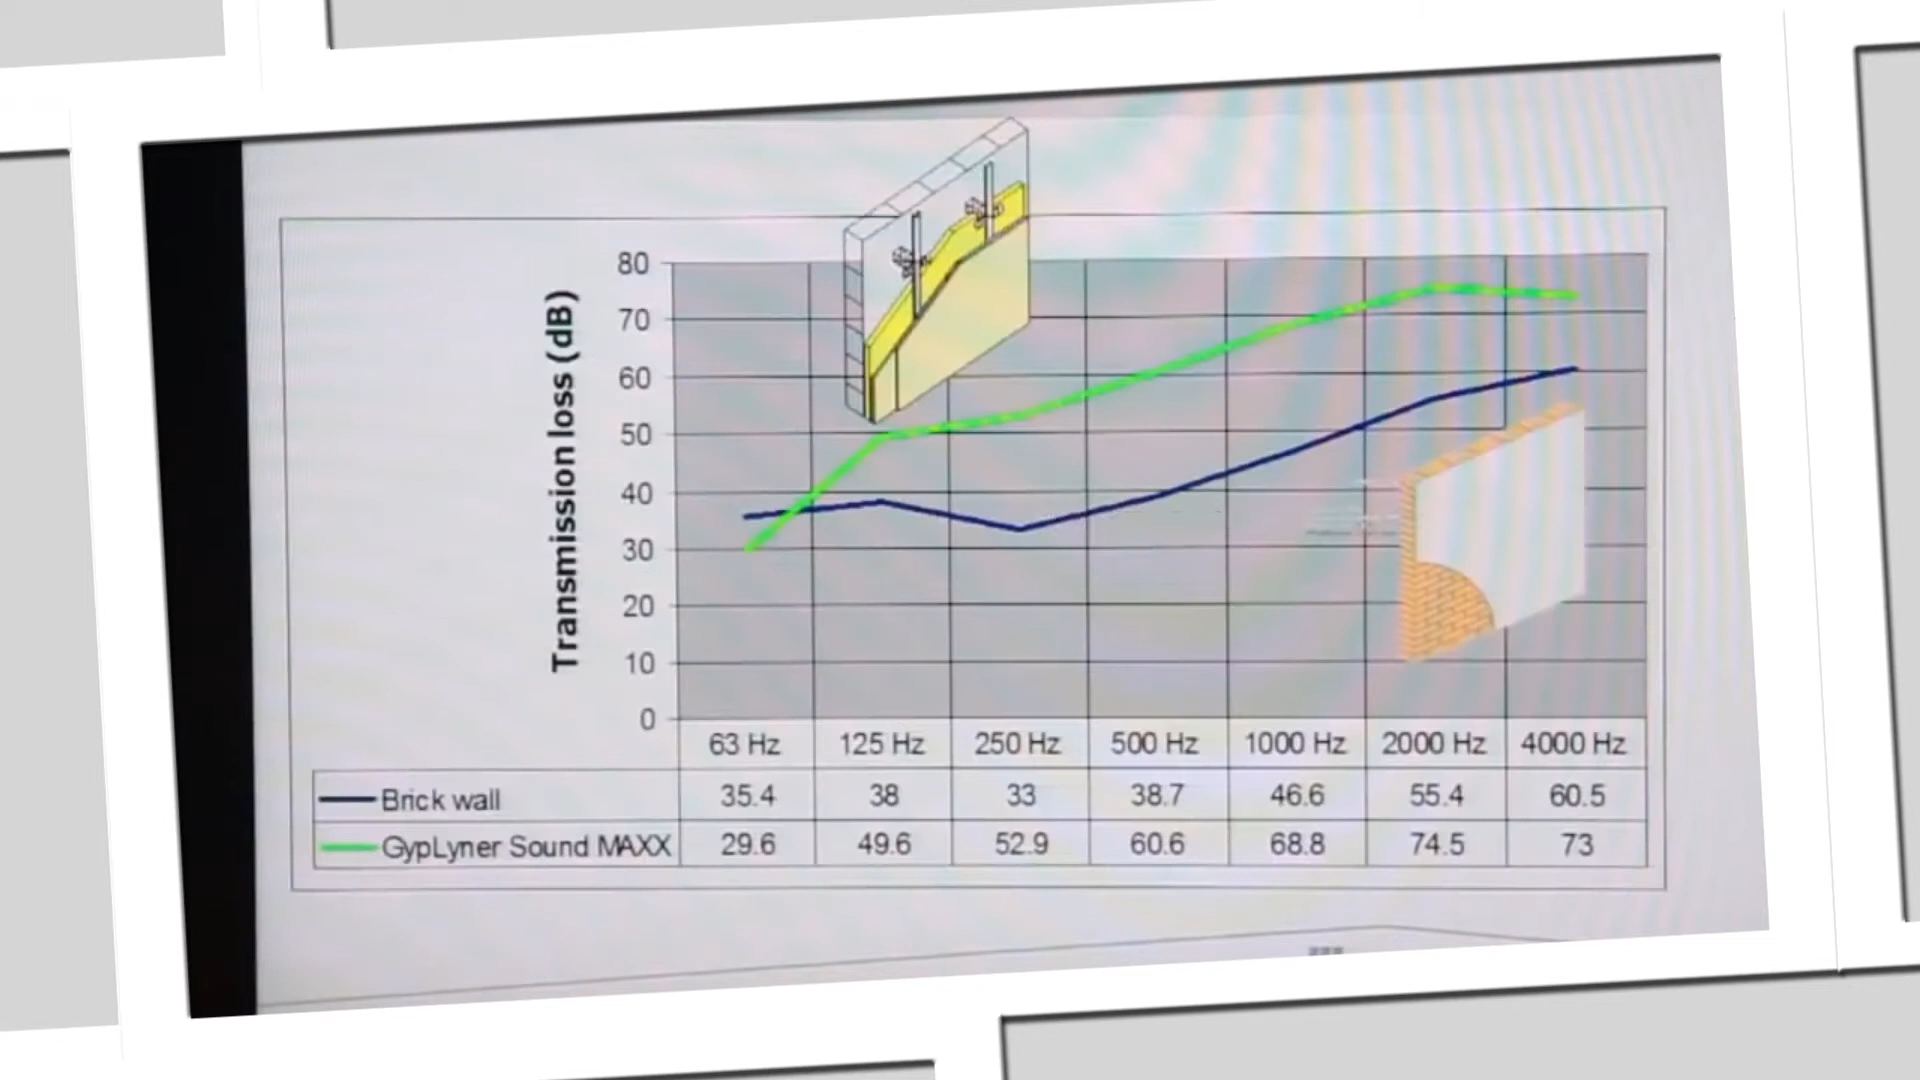 Transmission loss (dB)
80
70
60
50
40
30
20
10
0
63 Hz 125 Hz 250 Hz 500 Hz 1000 Hz 2000 Hz 4000 Hz
Brick wall 35.4 38 33 38.7 46.6 55.4 60.5
GypLyner Sound MAXX 29.6 49.6 52.9 60.6 68.8 74.5 73